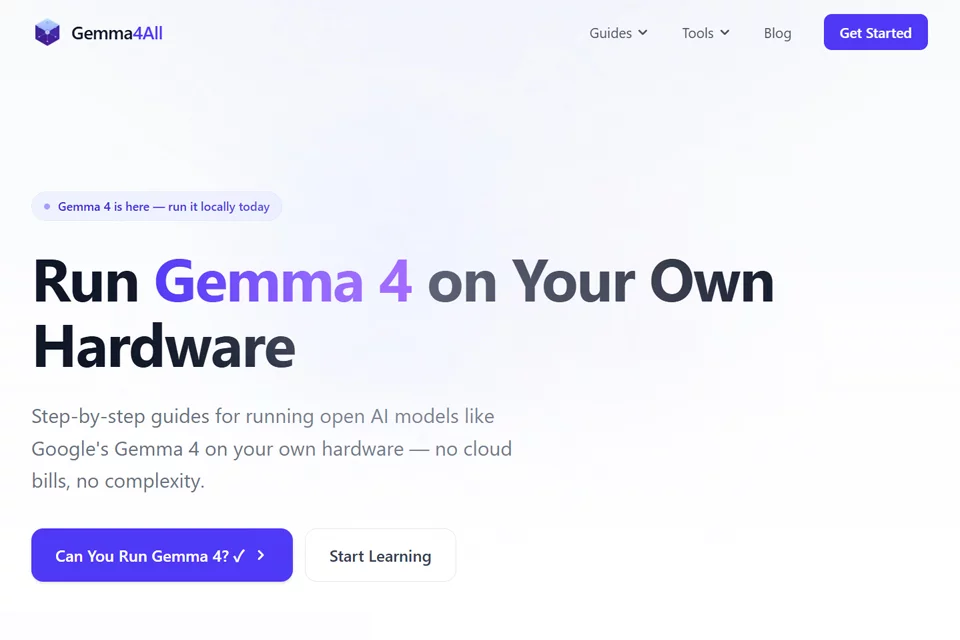 Gemma4All
Guides
Tools
Blog
Get Started
Gemma 4 is here — run it locally today
Run Gemma 4 on Your Own
Hardware
Step-by-step guides for running open AI models like
Google's Gemma 4 on your own hardware — no cloud
bills, no complexity.
Can You Run Gemma 4? ✓
Start Learning